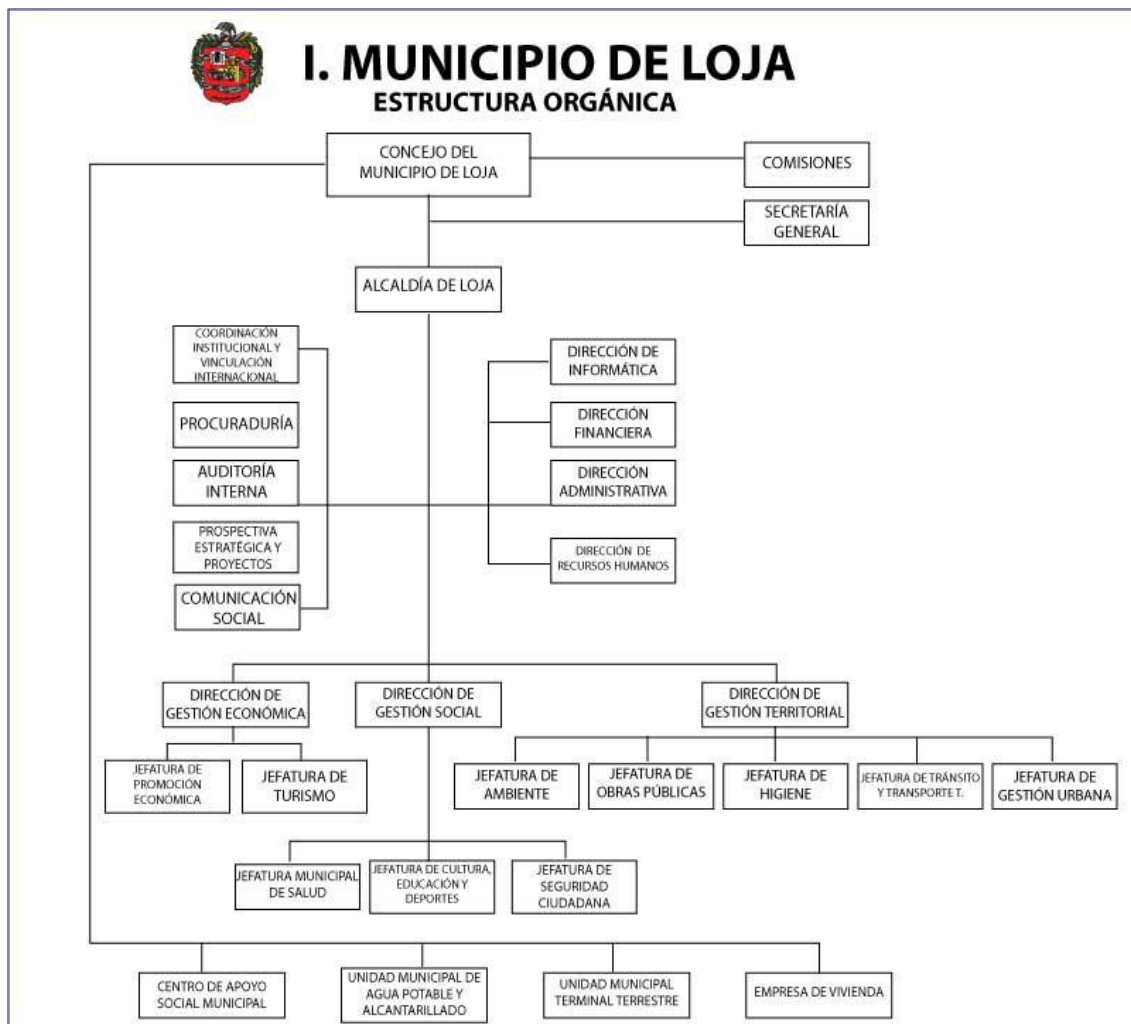 I. MUNICIPIO DE LOJA
ESTRUCTURA ORGÁNICA
CONCEJO DEL
MUNICIPIO DE LOJA
COMISIONES
SECRETARÍA
GENERAL
ALCALDÍA DE LOJA
COORDINACIÓN
INSTITUCIONAL Y
VINCULACIÓN
INTERNACIONAL
PROCURADURÍA
AUDITORÍA
INTERNA
PROSPECTIVA
ESTRATÉGICA Y
PROYECTOS
COMUNICACIÓN
SOCIAL
DIRECCIÓN DE
INFORMÁTICA
DIRECCIÓN
FINANCIERA
DIRECCIÓN
ADMINISTRATIVA
DIRECCIÓN DE
RECURSOS HUMANOS
DIRECCIÓN DE
GESTIÓN ECONÓMICA
DIRECCIÓN DE
GESTIÓN SOCIAL
DIRECCIÓN DE
GESTIÓN TERRITORIAL
JEFATURA DE
PROMOCIÓN
ECONÓMICA
JEFATURA DE
TURISMO
JEFATURA DE
AMBIENTE
JEFATURA DE
OBRAS PÚBLICAS
JEFATURA DE
HIGIENE
JEFATURA DE TRÁNSITO
Y TRANSPORTE T.
JEFATURA DE
GESTIÓN URBANA
JEFATURA MUNICIPAL
DE SALUD
JEFATURA DE CULTURA,
EDUCACIÓN Y
DEPORTES
JEFATURA DE
SEGURIDAD
CIUDADANA
CENTRO DE APOYO
SOCIAL MUNICIPAL
UNIDAD MUNICIPAL DE
AGUA POTABLE Y
ALCANTARILLADO
UNIDAD MUNICIPAL
TERMINAL TERRESTRE
EMPRESA DE VIVIENDA